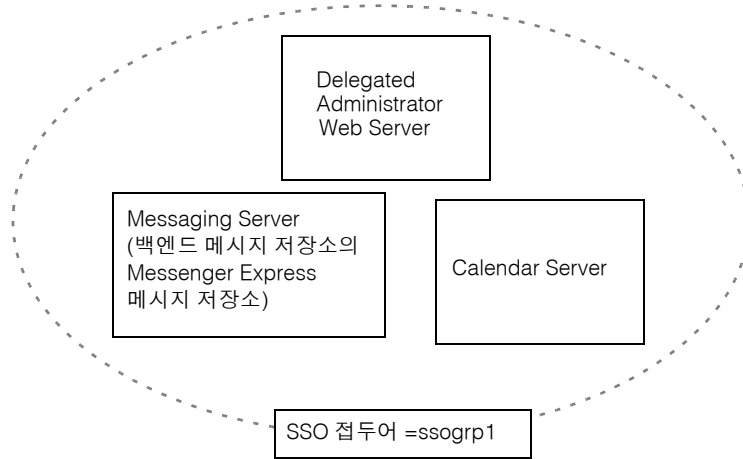 Delegated
Administrator
Web Server
Messaging Server
(백엔드 메시지 저장소의
Messenger Express
메시지 저장소)
Calendar Server
SSO 접두어 =ssogrp1